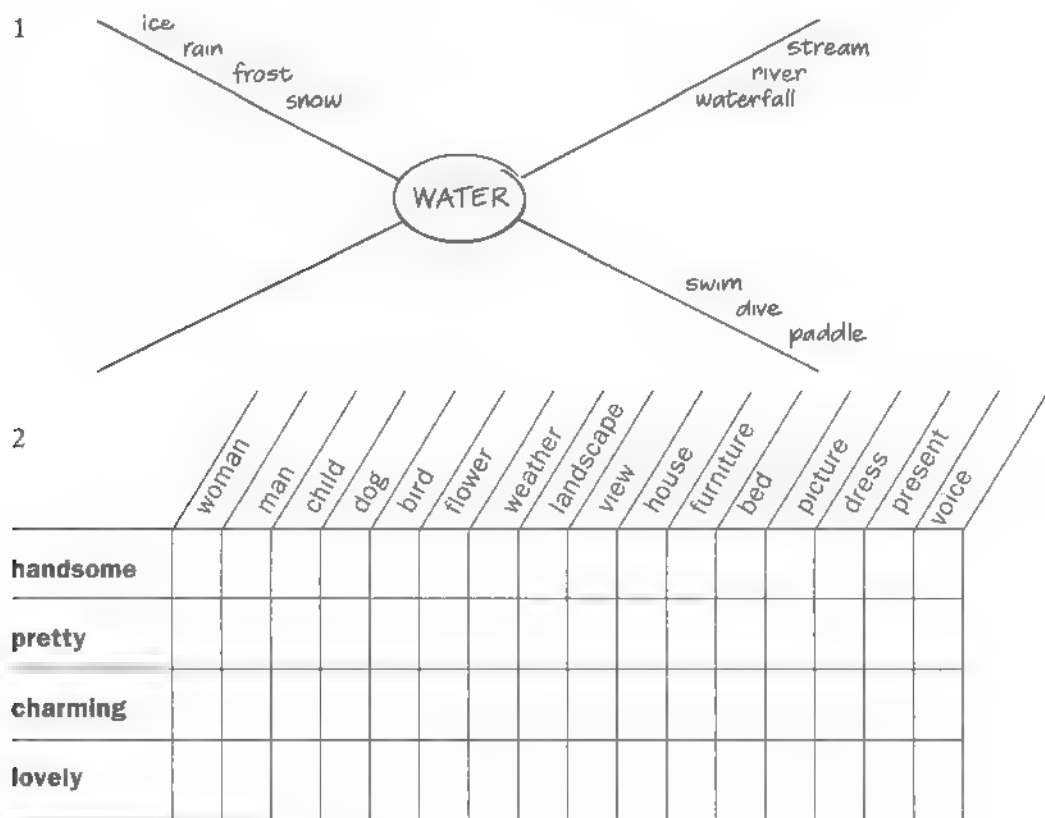 1
ice
rain
frost
snow
stream
river
waterfall
WATER
swim
dive
paddle
2
woman
man
child
dog
bird
flower
weather
landscape
view
house
furniture
bed
picture
dress
present
voice
handsome
pretty
charming
lovely